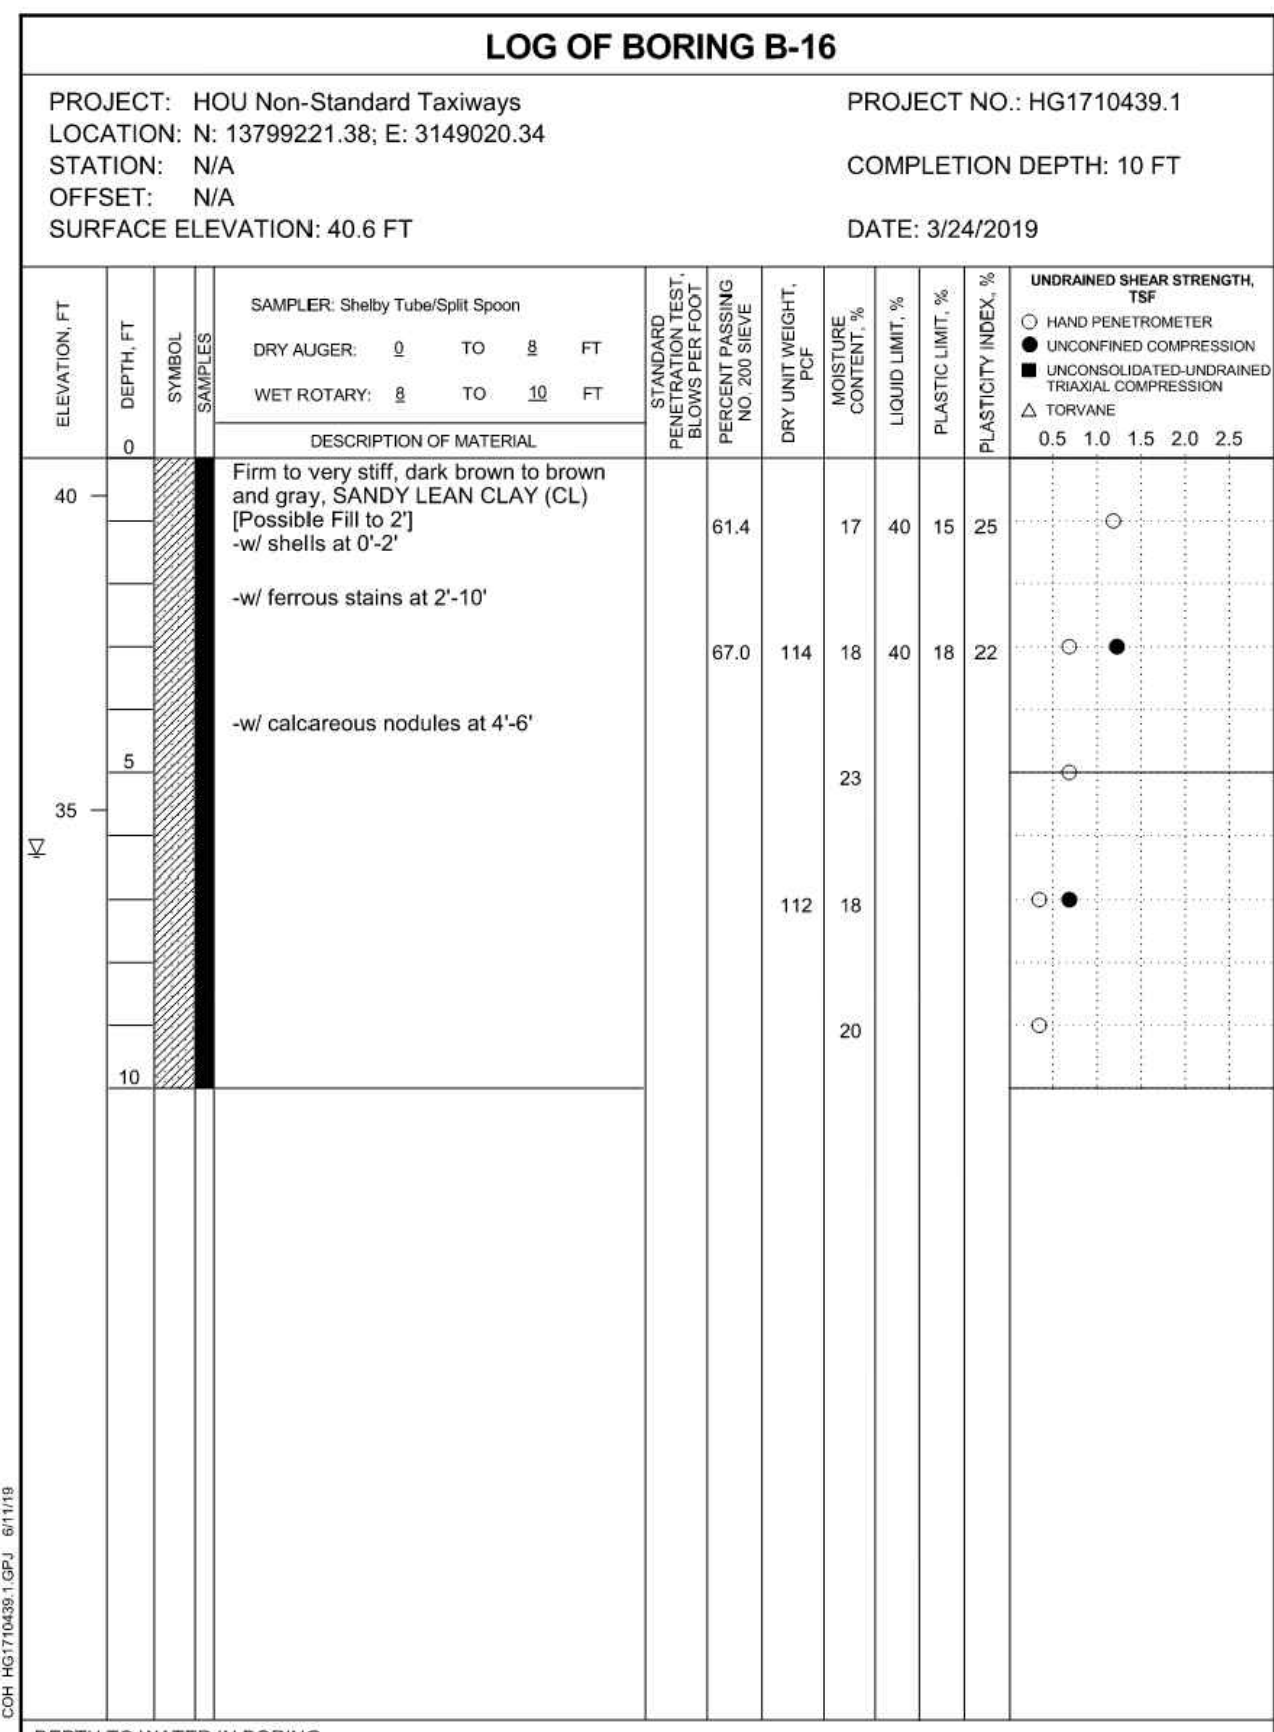 LOG OF BORING B-16
PROJECT: HOU Non-Standard Taxiways
PROJECT NO.: HG1710439.1
LOCATION: N: 13799221.38; E: 3149020.34
STATION: N/A
COMPLETION DEPTH: 10 FT
OFFSET: N/A
SURFACE ELEVATION: 40.6 FT
DATE: 3/24/2019
ELEVATION, FT
DEPTH, FT
0
SYMBOL
SAMPLES
SAMPLER: Shelby Tube/Split Spoon
DRY AUGER: 0 TO 8 FT
WET ROTARY: 8 TO 10 FT
DESCRIPTION OF MATERIAL
STANDARD
PENETRATION TEST,
BLOWS PER FOOT
PERCENT PASSING
NO. 200 SIEVE
DRY UNIT WEIGHT,
PCF
MOISTURE
CONTENT, %
LIQUID LIMIT, %
PLASTIC LIMIT, %
PLASTICITY INDEX, %
UNDRAINED SHEAR STRENGTH,
TSF
HAND PENETROMETER
UNCONFINED COMPRESSION
UNCONSOLIDATED-UNDRAINED
TRIAXIAL COMPRESSION
TORVANE
0.5 1.0 1.5 2.0 2.5
Firm to very stiff, dark brown to brown
40 and gray, SANDY LEAN CLAY (CL)
[Possible Fill to 2']
61.4 17 40 15 25
-w/ shells at 0'-2'
-w/ ferrous stains at 2'-10'
67.0 114 18 40 18 22
-w/ calcareous nodules at 4'-6'
5
23
35
112 18
20
10
COH HG1710439.1.GPJ 6/11/19
DEPTH TO WATER IN BORING